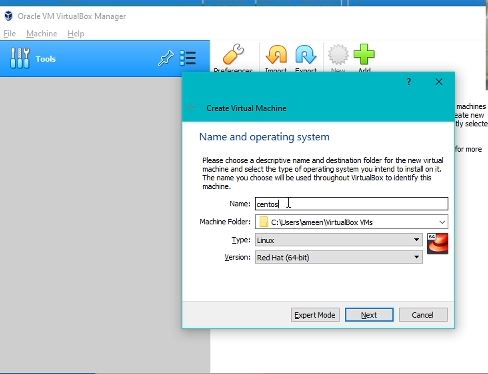 Oracle VM VirtualBox Manager
File Machine Help
Tools
Preferences Import Export New Add
machines
eate new
tly selecte
for more
?
Create Virtual Machine
Name and operating system
Please choose a descriptive name and destination folder for the new virtual
machine and select the type of operating system you intend to install on it.
The name you choose will be used throughout VirtualBox to identify this
machine.
Name: centos
Machine Folder: C:\Users\ameen\VirtualBox VMs
Type: Linux
64
Version: Red Hat (64-bit)
Expert Mode Next Cancel